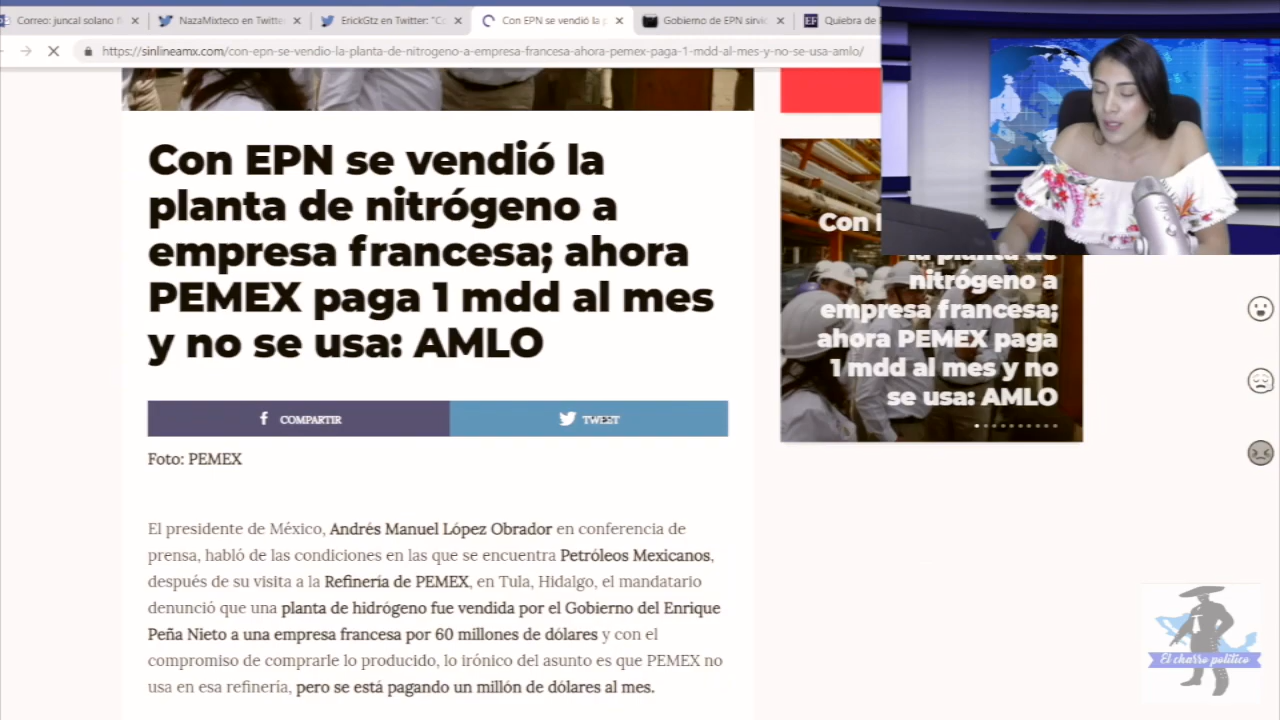 Correo: juncal solano f
NazaMixteco en Twitte
ErickGtz en Twitter: "Co
Con EPN se vendió la p
Gobierno de EPN sirvi
Quiebra de
https://sinlineamx.com/con-epn-se-vendio-la-planta-de-nitrogeno-a-empresa-francesa-ahora-pemex-paga-1-mdd-al-mes-y-no-se-usa-amlo/
Con EPN se vendió la
planta de nitrógeno a
empresa francesa; ahora
PEMEX paga 1 mdd al mes
y no se usa: AMLO
COMPARTIR
TWEET
Foto: PEMEX
El presidente de México, Andrés Manuel López Obrador en conferencia de
prensa, habló de las condiciones en las que se encuentra Petróleos Mexicanos,
después de su visita a la Refinería de PEMEX, en Tula, Hidalgo, el mandatario
denunció que una planta de hidrógeno fue vendida por el Gobierno del Enrique
Peña Nieto a una empresa francesa por 60 millones de dólares y con el
compromiso de comprarle lo producido, lo irónico del asunto es que PEMEX no
usa en esa refinería, pero se está pagando un millón de dólares al mes.
Con
la planta de
nitrógeno a
empresa francesa;
ahora PEMEX paga
1 mdd al mes y no
se usa: AMLO
El charro político